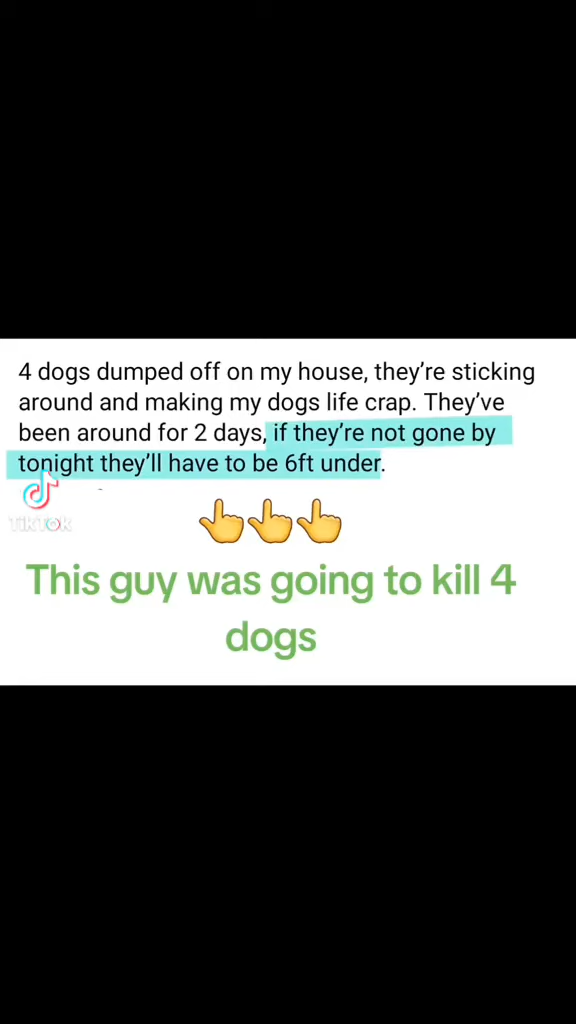 4 dogs dumped off on my house, they’re sticking
around and making my dogs life crap. They’ve
been around for 2 days, if they’re not gone by
tonight they’ll have to be 6ft under.
TikTok
This guy was going to kill 4
dogs